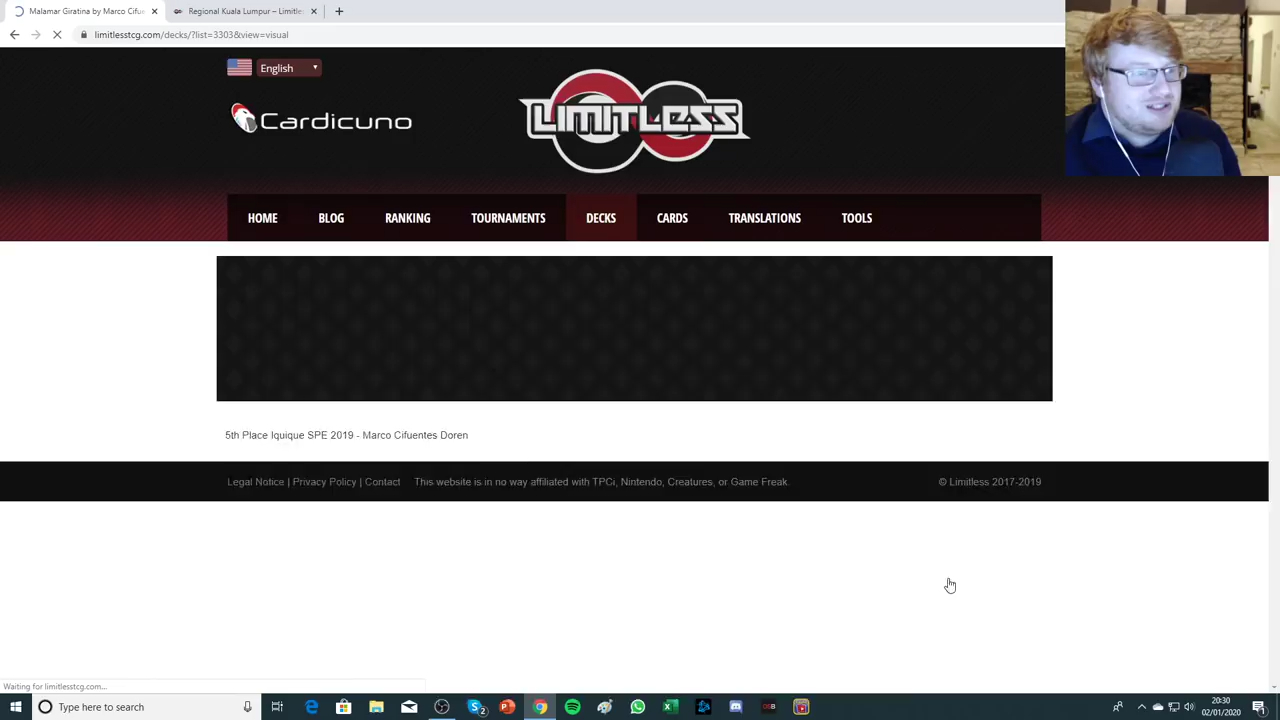 Malamar Giratina by Marco Cifue
Regional Kuala Lumpur – Limitle
limitlesstcg.com/decks/?list=3303&view=visual
English
Cardicuno
LIMITLESS
HOME BLOG RANKING TOURNAMENTS DECKS CARDS TRANSLATIONS TOOLS
5th Place Iquique SPE 2019 - Marco Cifuentes Doren
Legal Notice | Privacy Policy | Contact This website is in no way affiliated with TPCi, Nintendo, Creatures, or Game Freak. © Limitless 2017-2019
Waiting for limitlesstcg.com...
Type here to search
20:30
02/01/2020